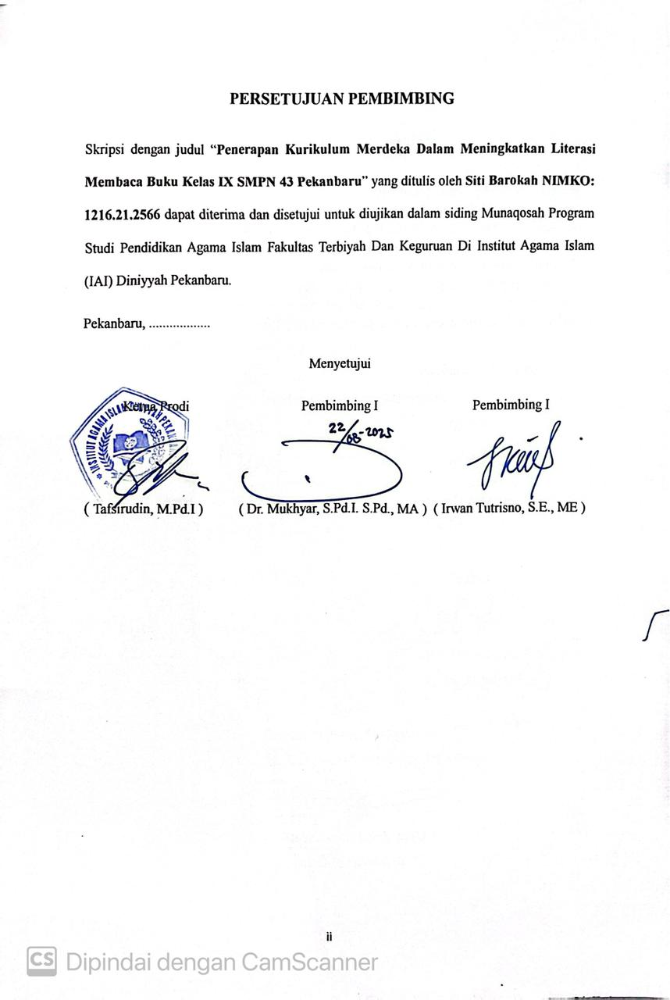 PERSETUJUAN PEMBIMBING
Skripsi dengan judul “Penerapan Kurikulum Merdeka Dalam Meningkatkan Literasi
Membaca Buku Kelas IX SMPN 43 Pekanbaru” yang ditulis oleh Siti Barokah NIMKO:
1216.21.2566 dapat diterima dan disetujui untuk diujikan dalam siding Munaqosah Program
Studi Pendidikan Agama Islam Fakultas Terbiyah Dan Keguruan Di Institut Agama Islam
(IAI) Diniyyah Pekanbaru.
Pekanbaru, ..................
Menyetujui
Ketua Prodi Pembimbing I Pembimbing I
INSTITUT AGAMA ISLAM
22/08-2025
( Tafsirudin, M.Pd.I ) ( Dr. Mukhyar, S.Pd.I. S.Pd., MA ) ( Irwan Tutrisno, S.E., ME )
ii
CS Dipindai dengan CamScanner